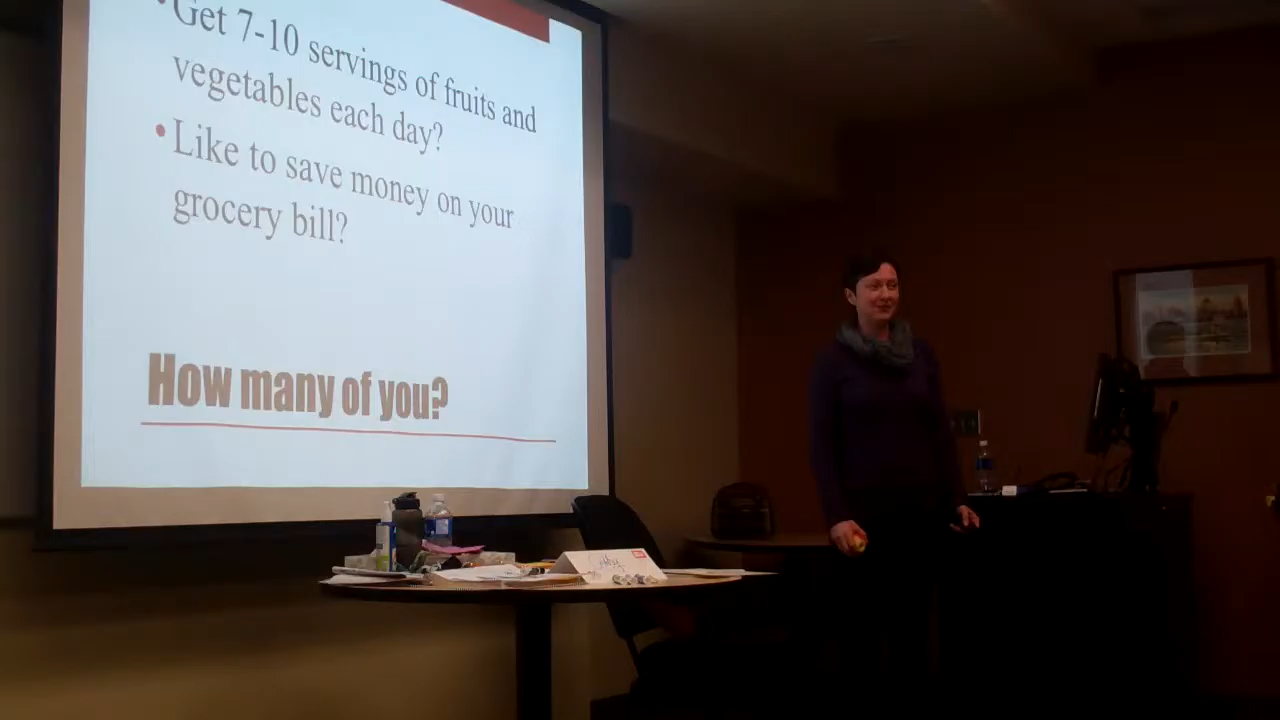 •Get 7-10 servings of fruits and
vegetables each day?
•Like to save money on your
grocery bill?
How many of you?